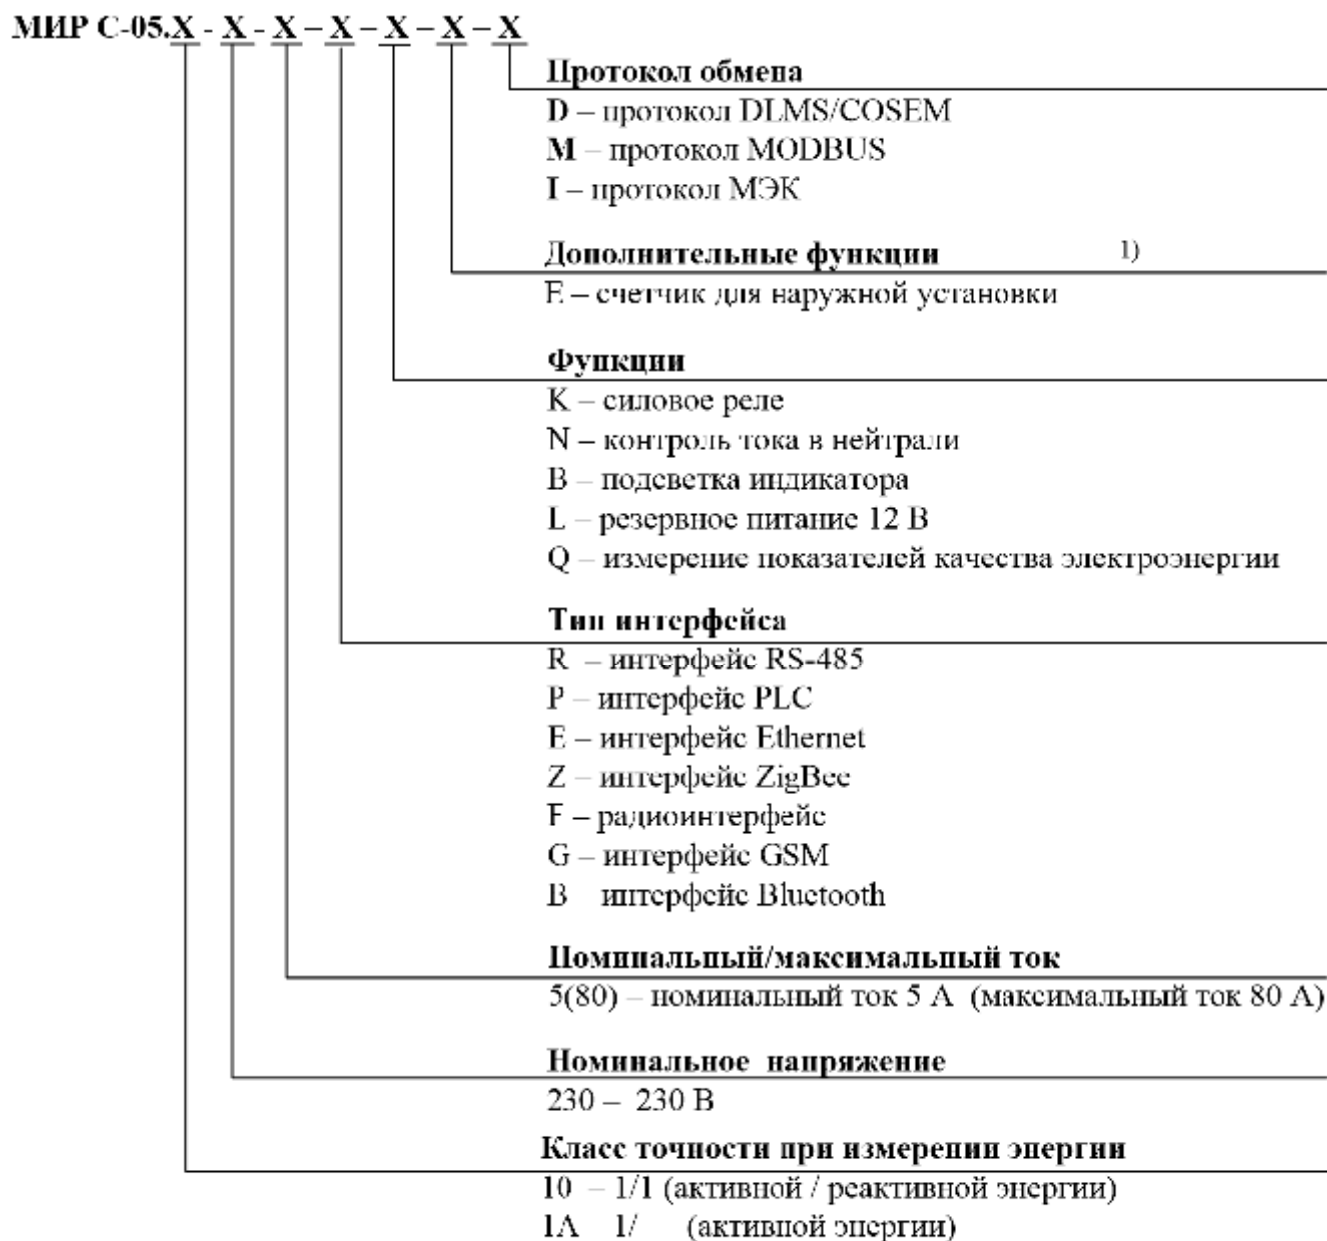 МИР С-05.X - X - X – X – X – X – X
Протокол обмена
D – протокол DLMS/COSEM
M – протокол MODBUS
I – протокол МЭК
Дополнительные функции 1)
E – счетчик для наружной установки
Функции
K – силовое реле
N – контроль тока в нейтрали
B – подсветка индикатора
L – резервное питание 12 В
Q – измерение показателей качества электроэнергии
Тип интерфейса
R – интерфейс RS-485
P – интерфейс PLC
E – интерфейс Ethernet
Z – интерфейс ZigBee
F – радиоинтерфейс
G – интерфейс GSM
B интерфейс Bluetooth
Номинальный/максимальный ток
5(80) – номинальный ток 5 А (максимальный ток 80 А)
Номинальное напряжение
230 – 230 В
Класс точности при измерении энергии
10 – 1/1 (активной / реактивной энергии)
1A 1/ (активной энергии)